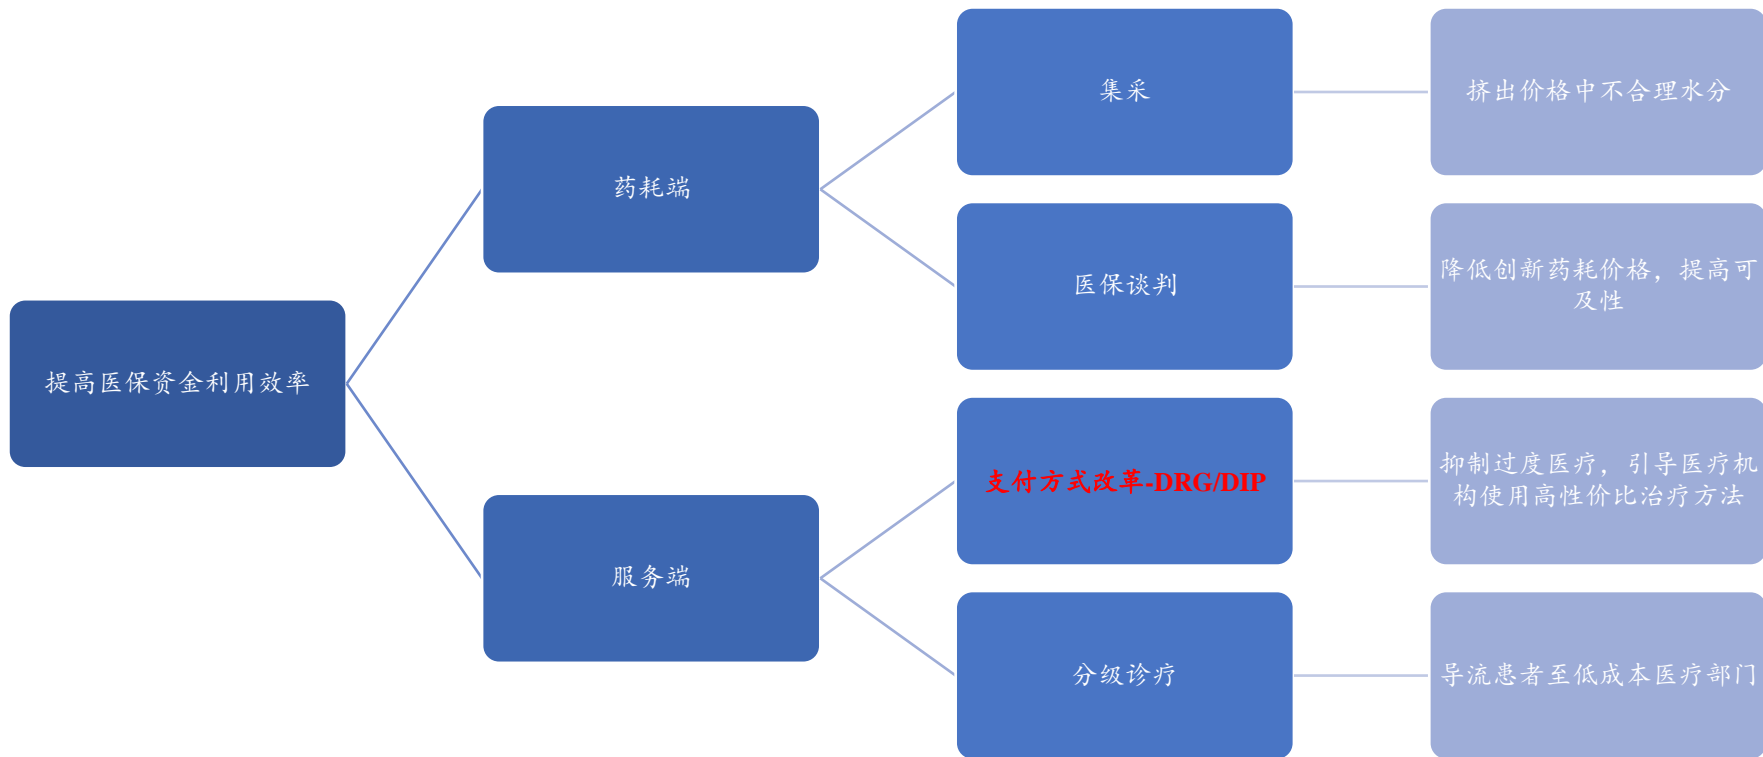 集采
挤出价格中不合理水分
药耗端
医保谈判
降低创新药耗价格，提高可
及性
提高医保资金利用效率
支付方式改革-DRG/DIP
抑制过度医疗，引导医疗机
构使用高性价比治疗方法
服务端
分级诊疗
导流患者至低成本医疗部门